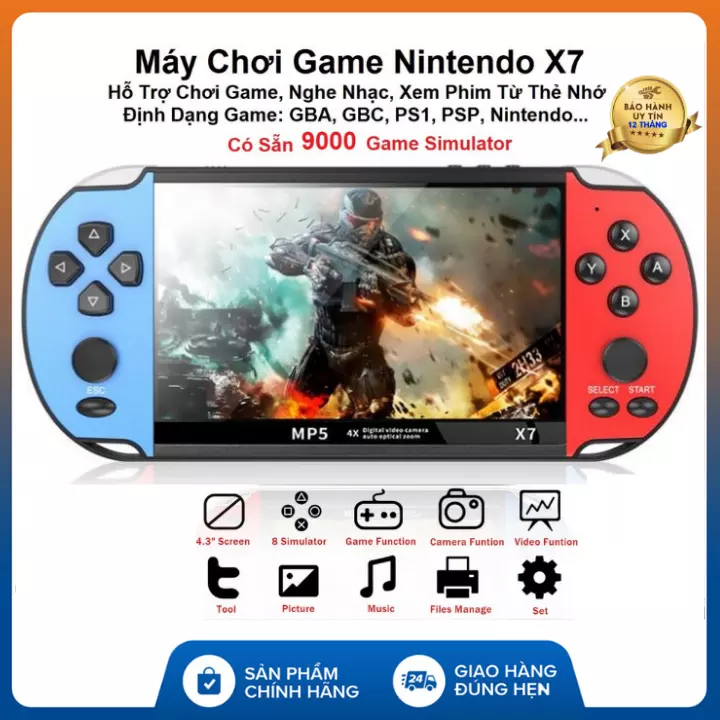 Máy Chơi Game Nintendo X7
Hỗ Trợ Chơi Game, Nghe Nhạc, Xem Phim Từ Thẻ Nhớ
Định Dạng Game: GBA, GBC, PS1, PSP, Nintendo...
Có Sẵn 9000 Game Simulator
BẢO HÀNH
UY TÍN
12 THÁNG
X
Y A
B
ESC
SELECT START
2U33
MP5 4X Digital video camera
auto optical zoom X7
4.3" Screen 8 Simulator Game Function Camera Funtion Video Funtion
Tool Picture Music Files Manage Set
SẢN PHẨM
CHÍNH HÃNG
24
GIAO HÀNG
ĐÚNG HẸN